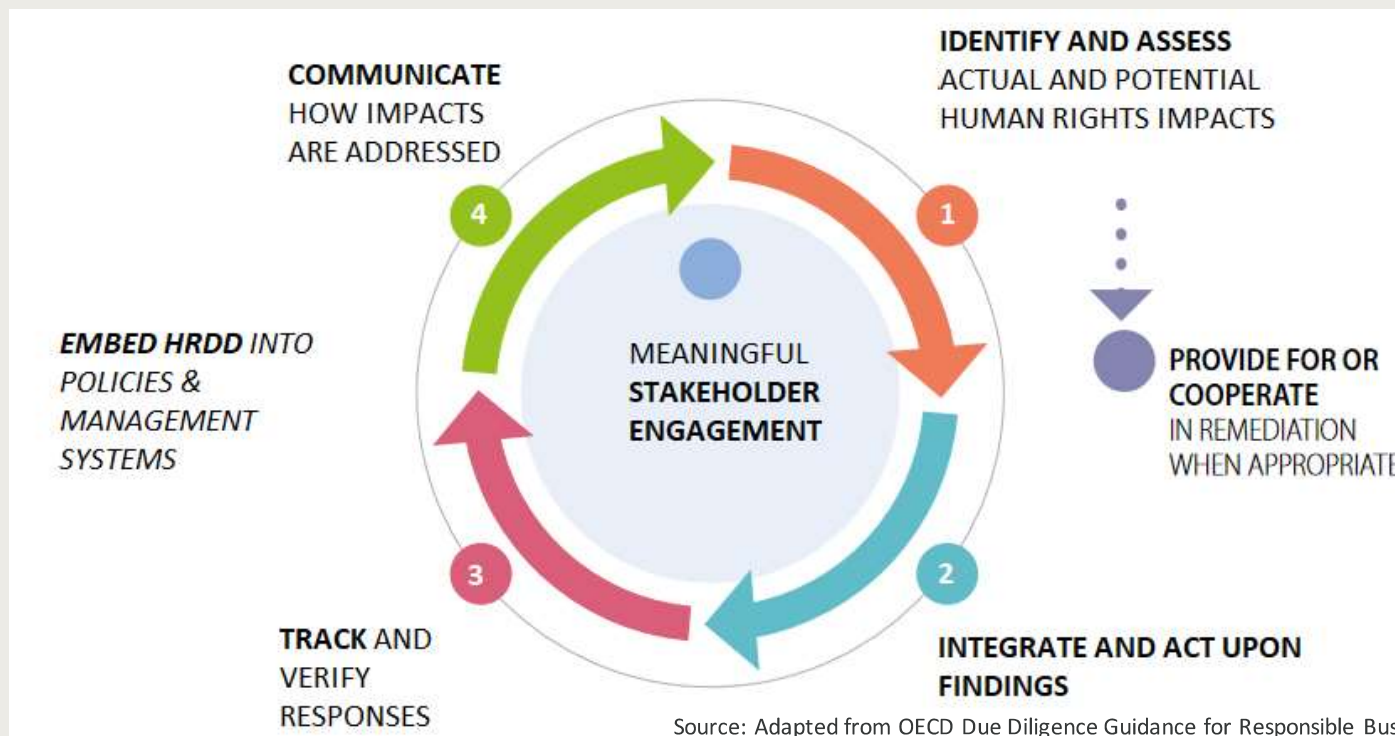 COMMUNICATE
HOW IMPACTS
ARE ADDRESSED
4
IDENTIFY AND ASSESS
ACTUAL AND POTENTIAL
HUMAN RIGHTS IMPACTS
1
PROVIDE FOR OR
COOPERATE
IN REMEDIATION
WHEN APPROPRIATE
EMBED HRDD INTO
POLICIES &
MANAGEMENT
SYSTEMS
MEANINGFUL
STAKEHOLDER
ENGAGEMENT
3
TRACK AND
VERIFY
RESPONSES
2
INTEGRATE AND ACT UPON
FINDINGS
Source: Adapted from OECD Due Diligence Guidance for Responsible